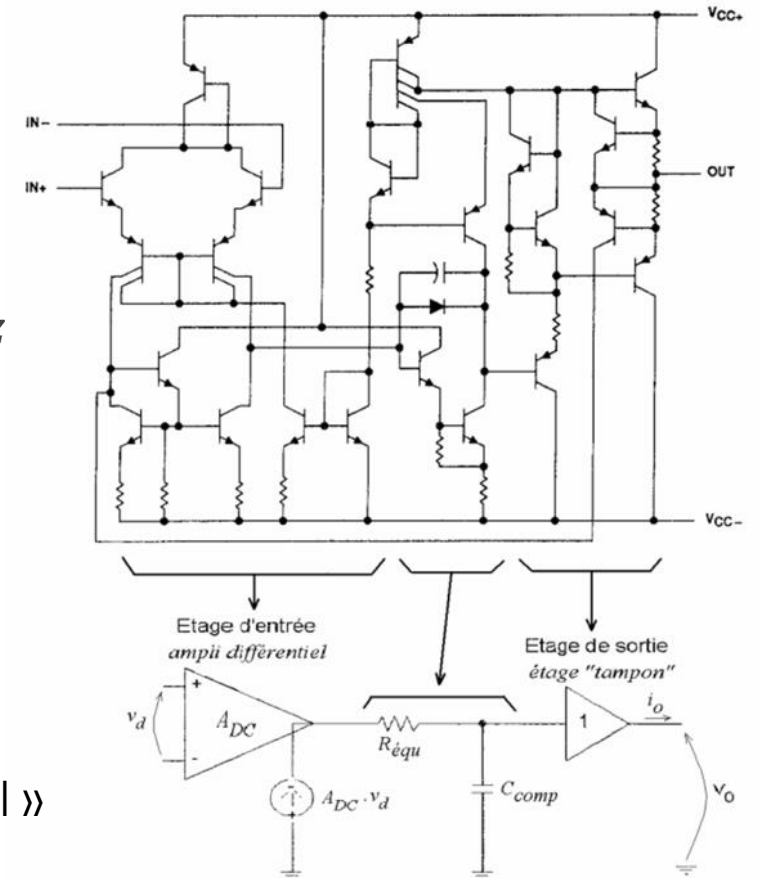 VCC+
IN-
IN+
OUT
VCC-
Etage d'entrée
ampli différentiel
Etage de sortie
étage "tampon"
vd
+
-
ADC
Réqu
1
io
ADC·vd
+
Ccomp
vo
l »